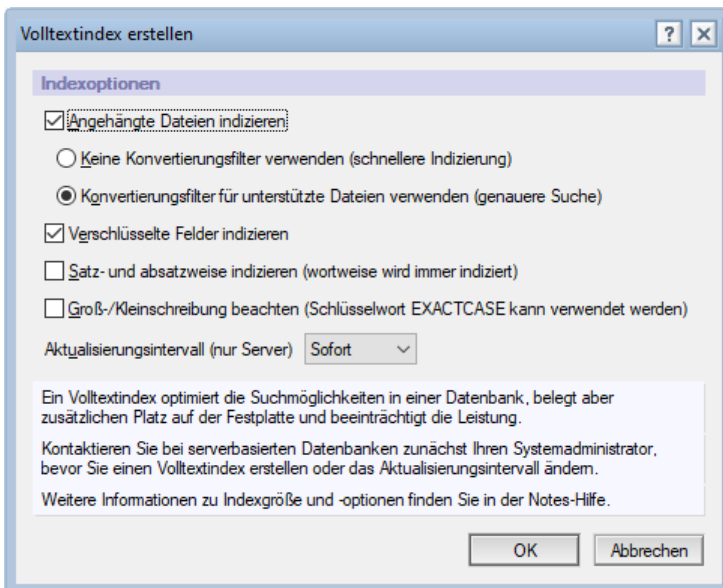 Volltextindex erstellen
Indexoptionen
Angehängte Dateien indizieren
Keine Konvertierungsfilter verwenden (schnellere Indizierung)
Konvertierungsfilter für unterstützte Dateien verwenden (genauere Suche)
Verschlüsselte Felder indizieren
Satz- und absatzweise indizieren (wortweise wird immer indiziert)
Groß-/Kleinschreibung beachten (Schlüsselwort EXACTCASE kann verwendet werden)
Aktualisierungsintervall (nur Server) Sofort
Ein Volltextindex optimiert die Suchmöglichkeiten in einer Datenbank, belegt aber
zusätzlichen Platz auf der Festplatte und beeinträchtigt die Leistung.
Kontaktieren Sie bei serverbasierten Datenbanken zunächst Ihren Systemadministrator,
bevor Sie einen Volltextindex erstellen oder das Aktualisierungsintervall ändern.
Weitere Informationen zu Indexgröße und -optionen finden Sie in der Notes-Hilfe.
OK Abbrechen